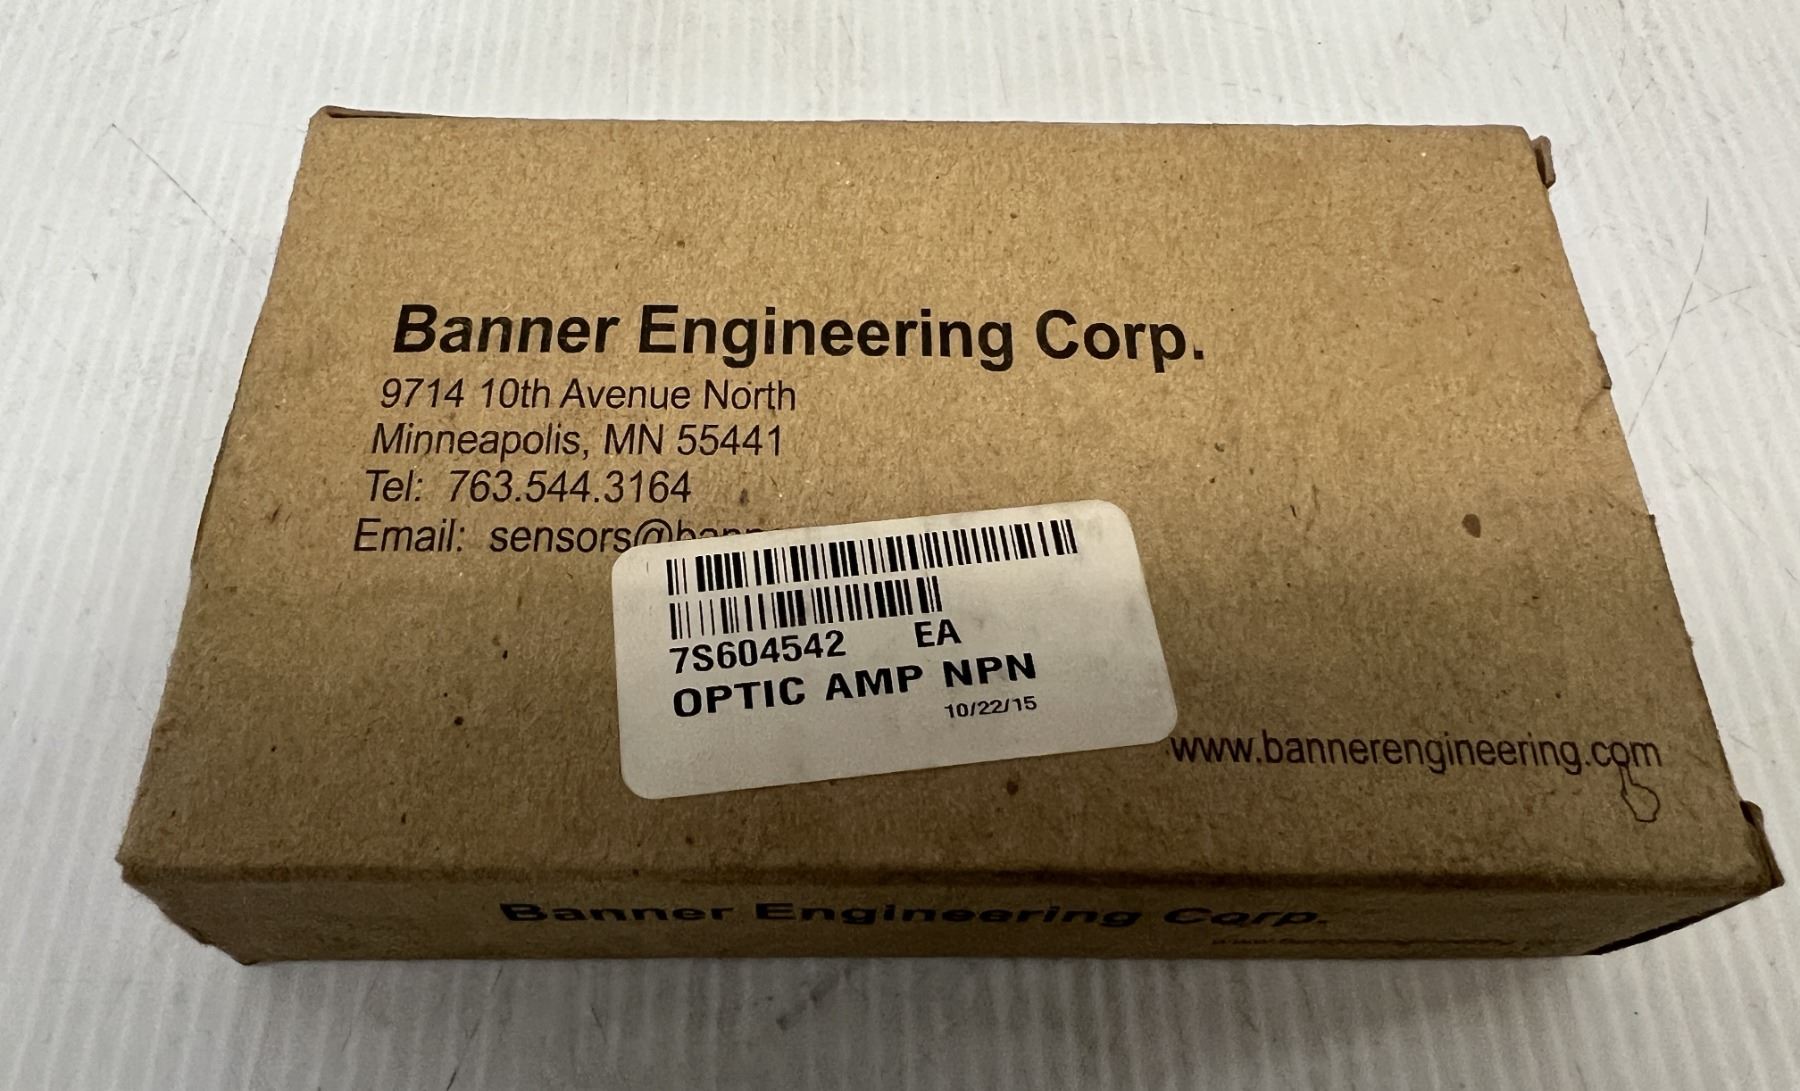 Banner Engineering Corp.
9714 10th Avenue North
Minneapolis, MN 55441
Tel: 763.544.3164
Email: sensors@bann
7S604542 EA
OPTIC AMP NPN
10/22/15
www.bannerengineering.com
Banner Engineering Corp.